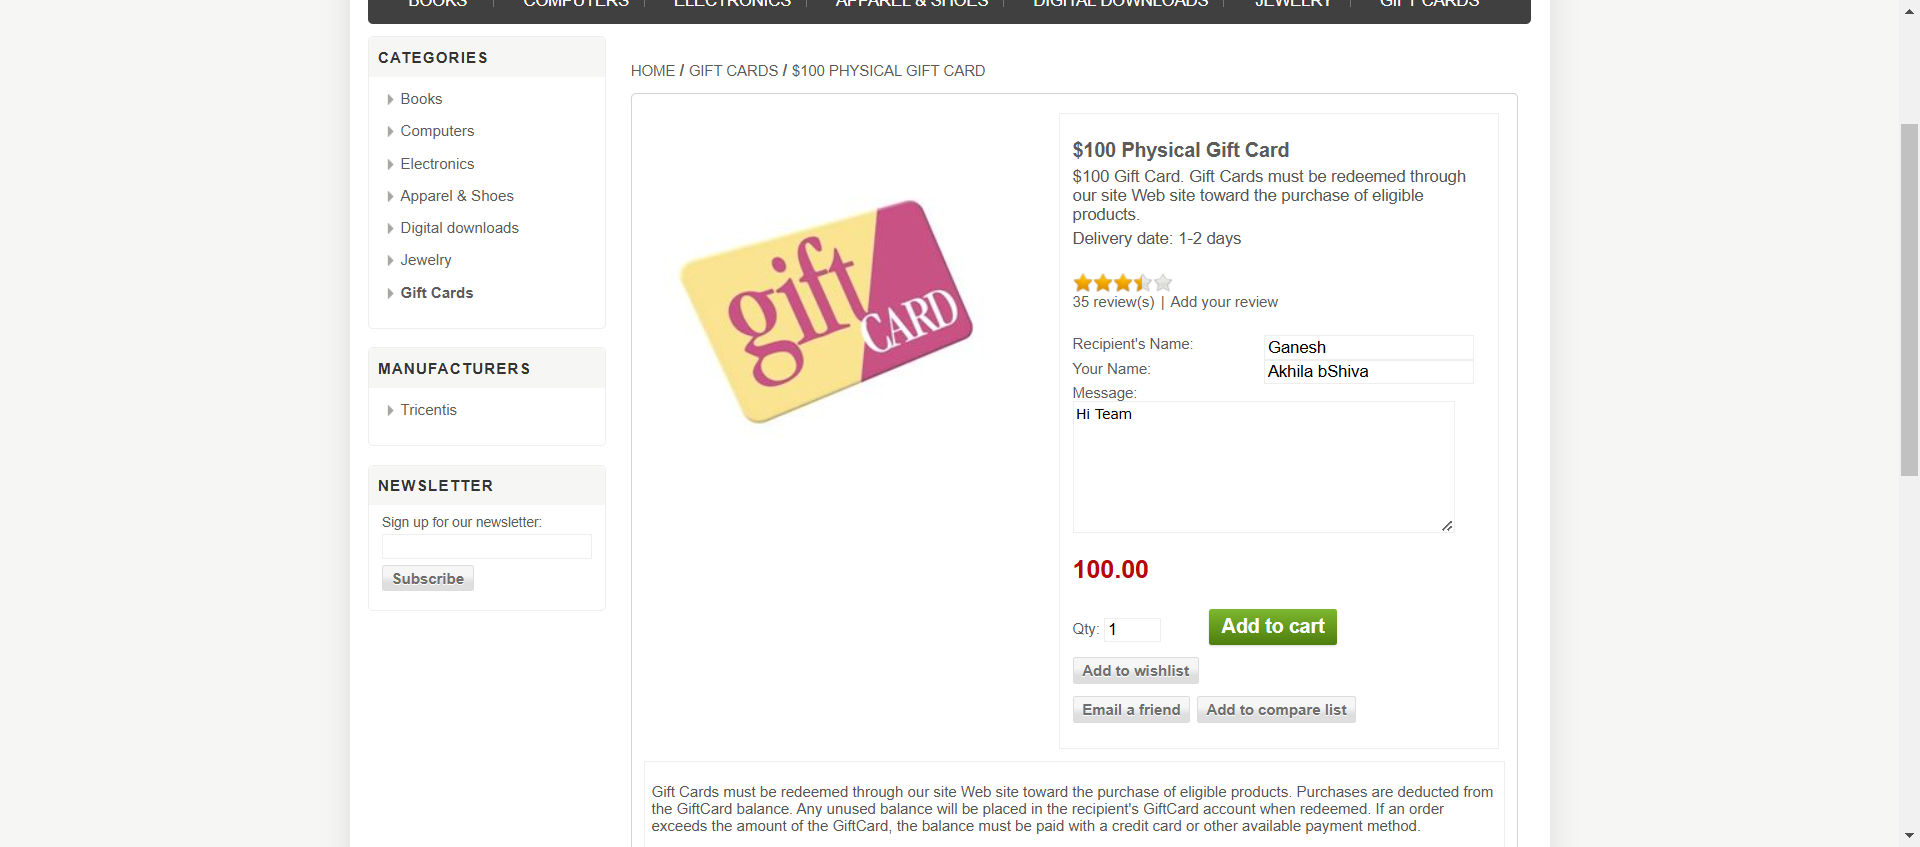 BOOKS COMPUTERS ELECTRONICS APPAREL & SHOES DIGITAL DOWNLOADS JEWELRY GIFT CARDS
CATEGORIES
Books
Computers
Electronics
Apparel & Shoes
Digital downloads
Jewelry
Gift Cards
MANUFACTURERS
Tricentis
NEWSLETTER
Sign up for our newsletter:
Subscribe
HOME / GIFT CARDS / $100 PHYSICAL GIFT CARD
gift
CARD
$100 Physical Gift Card
$100 Gift Card. Gift Cards must be redeemed through
our site Web site toward the purchase of eligible
products.
Delivery date: 1-2 days
35 review(s) | Add your review
Recipient's Name: Ganesh
Your Name: Akhila bShiva
Message:
Hi Team
100.00
Qty: 1 Add to cart
Add to wishlist
Email a friend Add to compare list
Gift Cards must be redeemed through our site Web site toward the purchase of eligible products. Purchases are deducted from
the GiftCard balance. Any unused balance will be placed in the recipient's GiftCard account when redeemed. If an order
exceeds the amount of the GiftCard, the balance must be paid with a credit card or other available payment method.